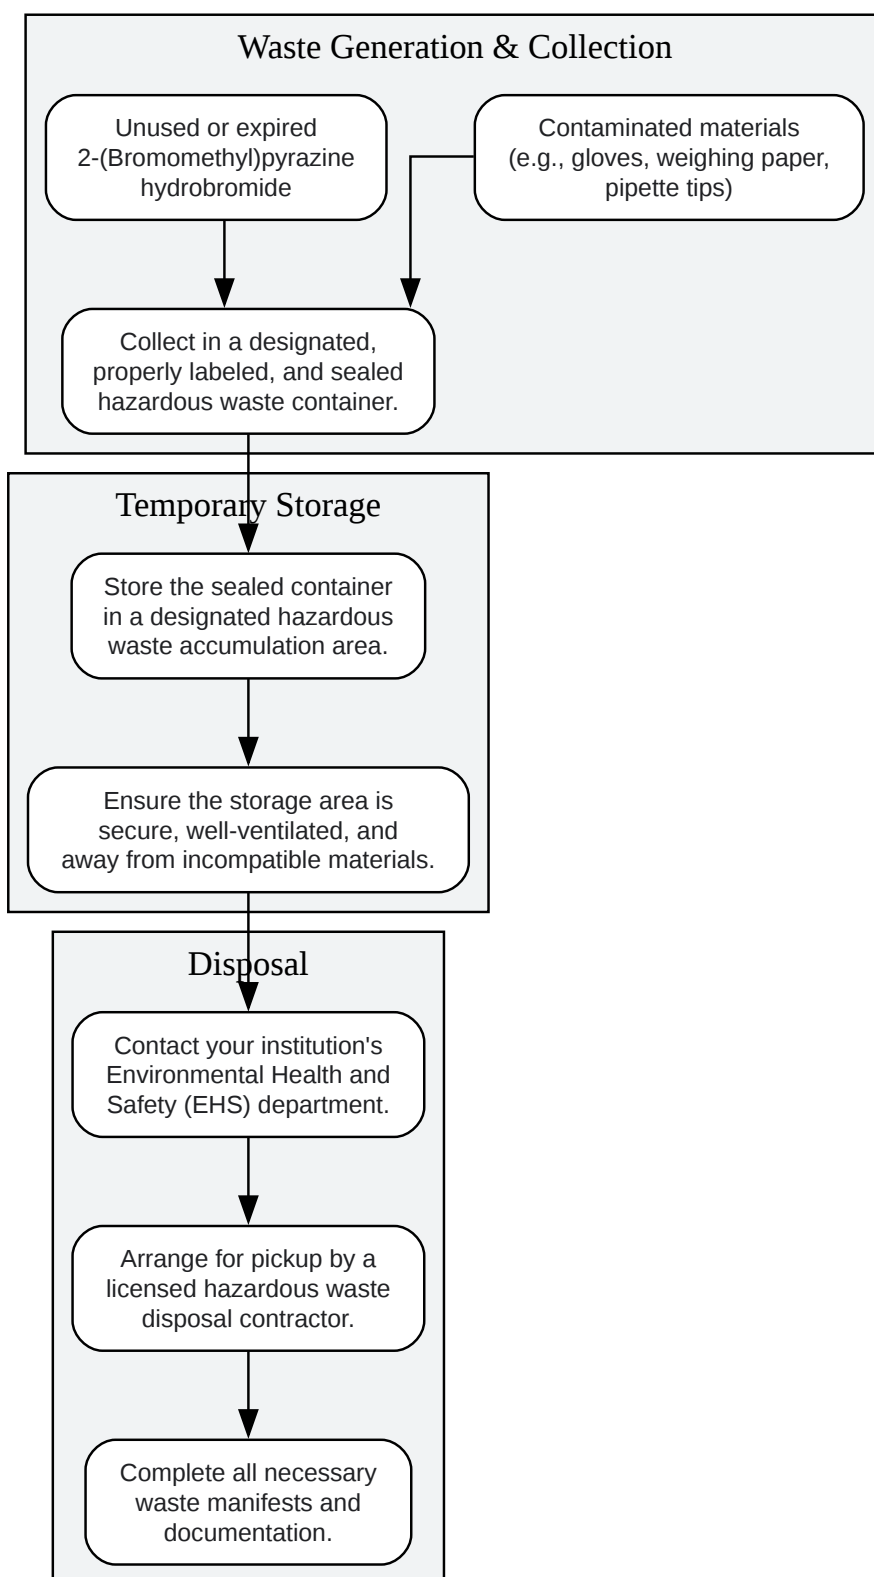 Waste Generation & Collection
Unused or expired
2-(Bromomethyl)pyrazine
hydrobromide
Contaminated materials
(e.g., gloves, weighing paper,
pipette tips)
Collect in a designated,
properly labeled, and sealed
hazardous waste container.
Temporary Storage
Store the sealed container
in a designated hazardous
waste accumulation area.
Ensure the storage area is
secure, well-ventilated, and
away from incompatible materials.
Disposal
Contact your institution's
Environmental Health and
Safety (EHS) department.
Arrange for pickup by a
licensed hazardous waste
disposal contractor.
Complete all necessary
waste manifests and
documentation.